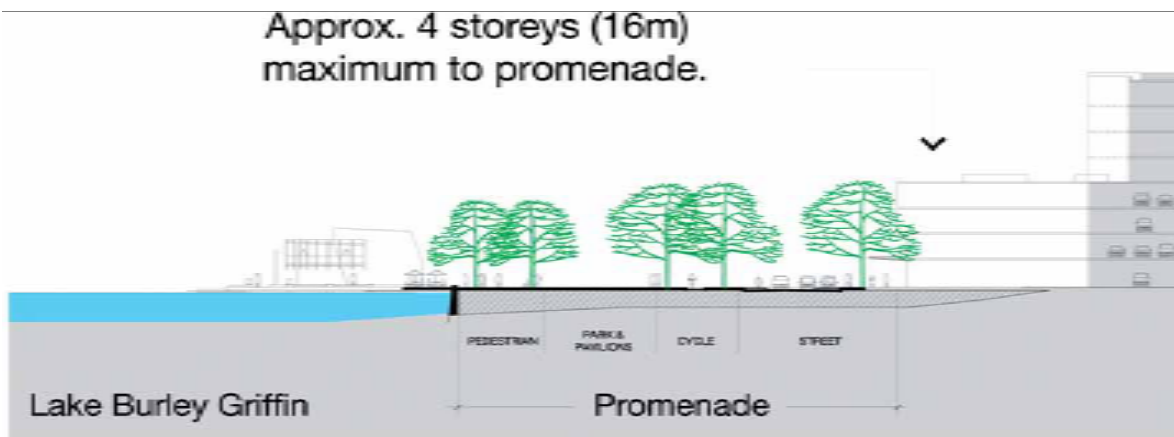 Approx. 4 storeys (16m)
maximum to promenade.
PEDESTRIAN
PARK &
PAVILIONS
CYCLE
STREET
Lake Burley Griffin
Promenade